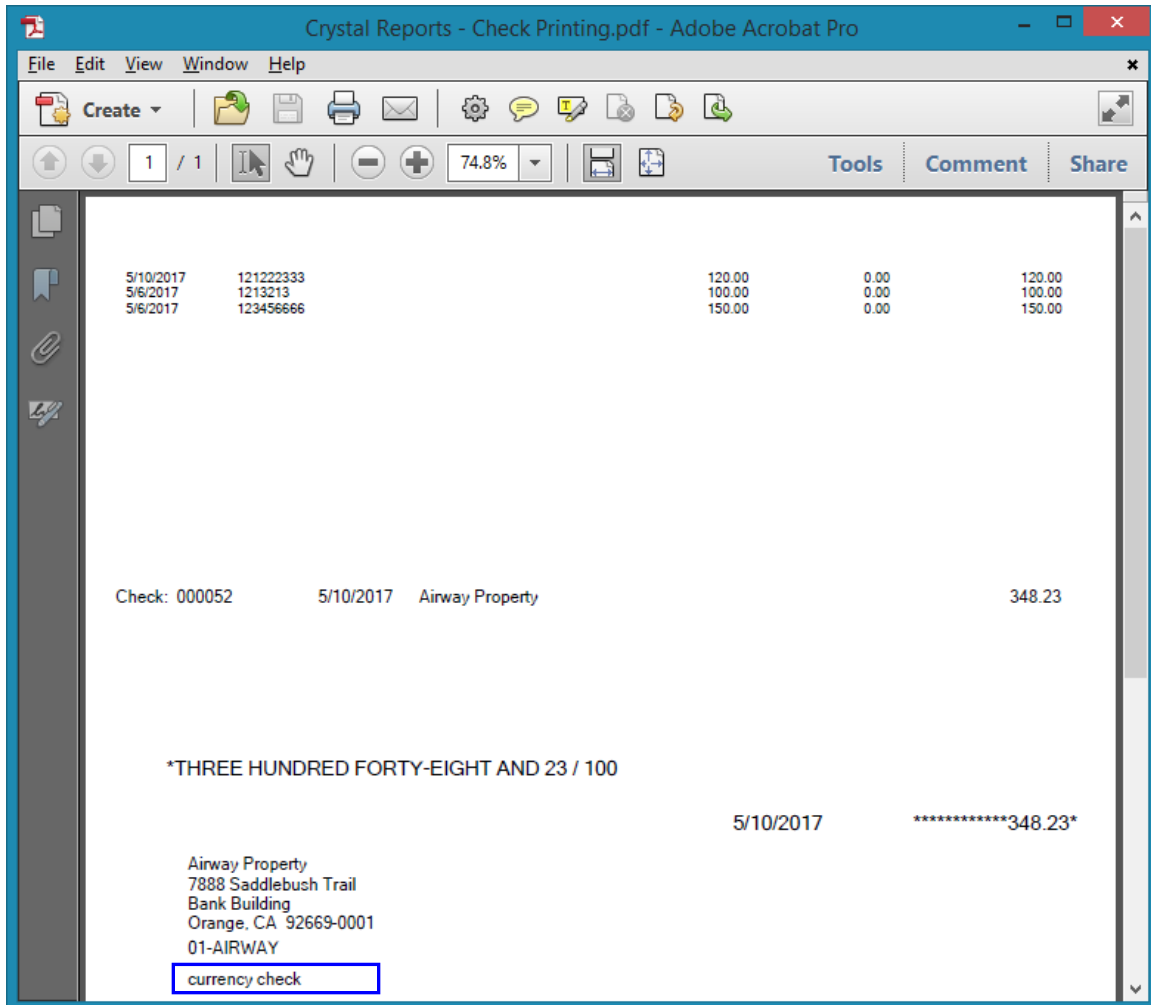 Crystal Reports - Check Printing.pdf - Adobe Acrobat Pro
File Edit View Window Help
Create
1 / 1 74.8% Tools Comment Share
5/10/2017 121222333 120.00 0.00 120.00
5/6/2017 1213213 100.00 0.00 100.00
5/6/2017 123456666 150.00 0.00 150.00
Check: 000052 5/10/2017 Airway Property 348.23
*THREE HUNDRED FORTY-EIGHT AND 23 / 100
5/10/2017 ************348.23*
Airway Property
7888 Saddlebush Trail
Bank Building
Orange, CA 92669-0001
01-AIRWAY
currency check